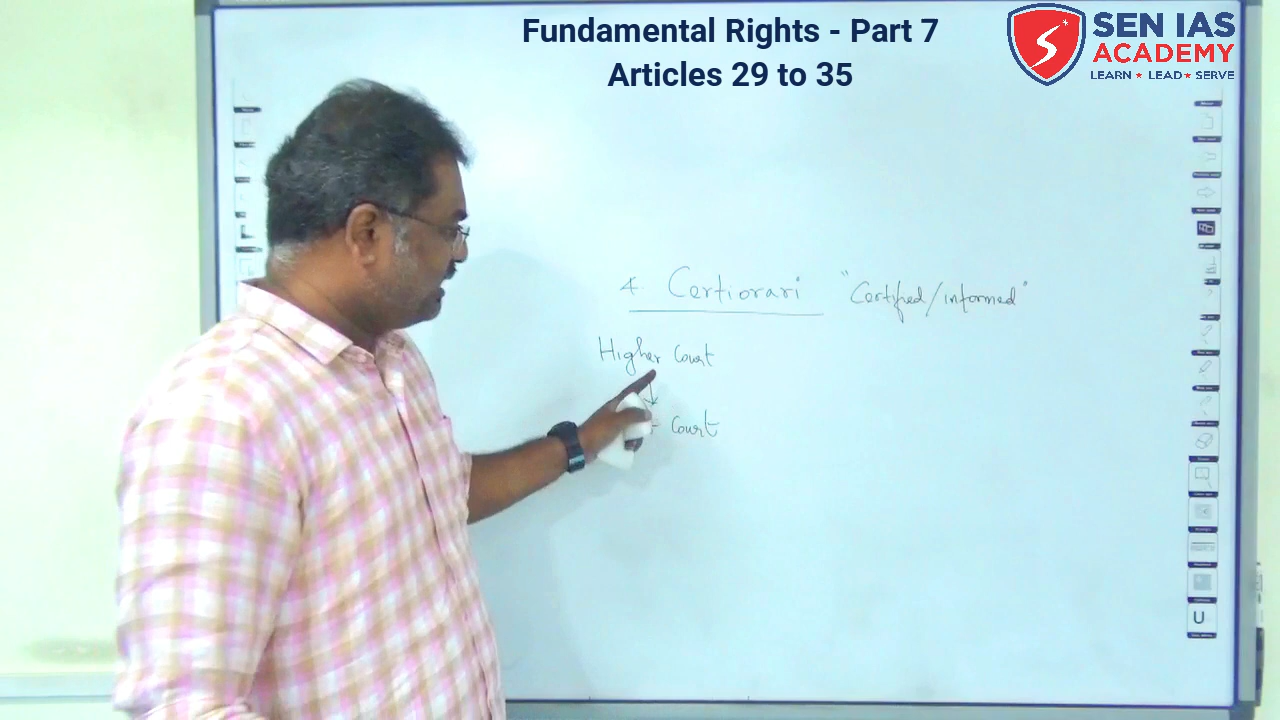 Fundamental Rights - Part 7
Articles 29 to 35
SEN IAS
ACADEMY
LEARN ★ LEAD ★ SERVE
4. Certiorari "Certified/informed"
Higher Court
Court
U